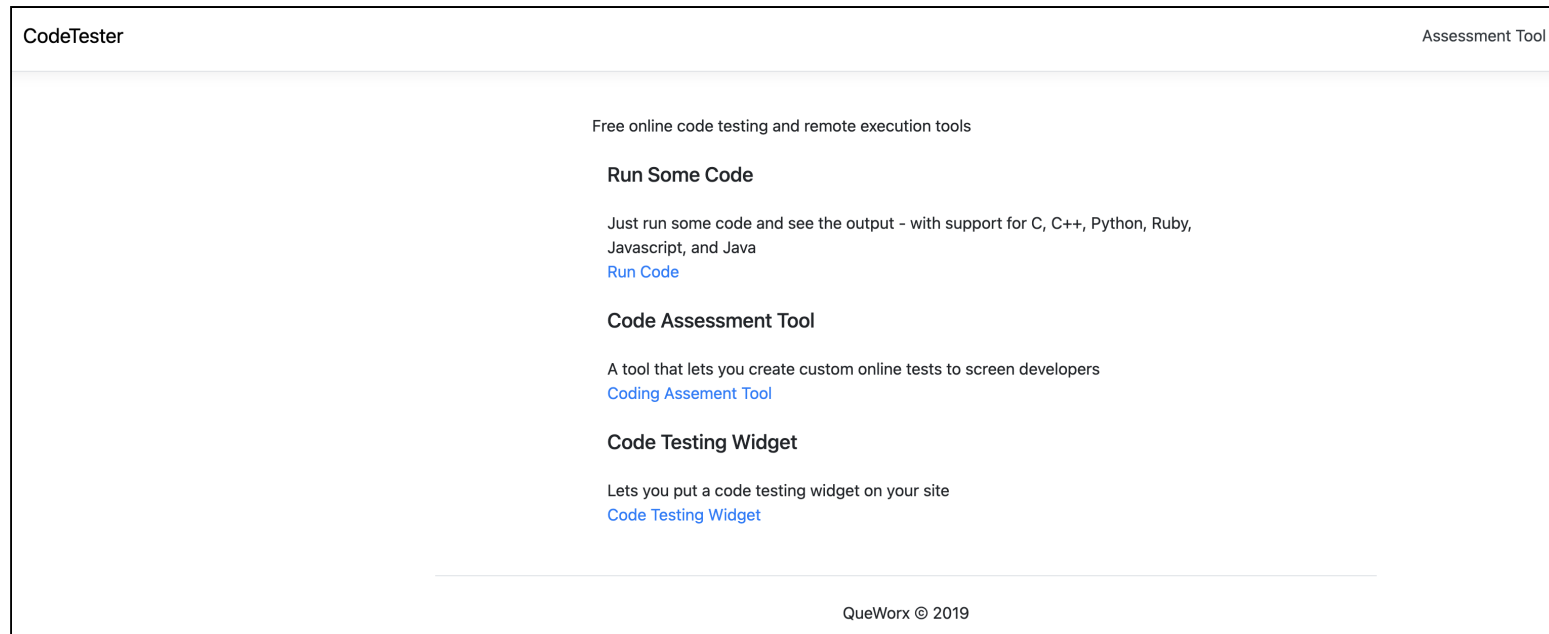 CodeTester
Assessment Tool
Free online code testing and remote execution tools
Run Some Code
Just run some code and see the output - with support for C, C++, Python, Ruby,
Javascript, and Java
Run Code
Code Assessment Tool
A tool that lets you create custom online tests to screen developers
Coding Assement Tool
Code Testing Widget
Lets you put a code testing widget on your site
Code Testing Widget
QueWorx © 2019